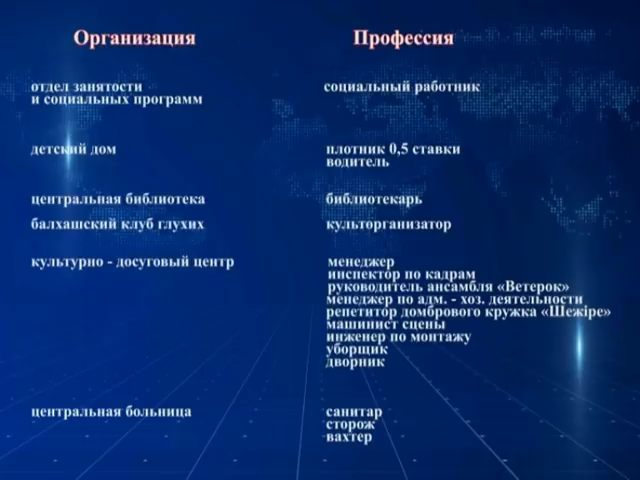 Организация Профессия
отдел занятости социальный работник
и социальных программ
детский дом плотник 0,5 ставки
водитель
центральная библиотека библиотекарь
балхашский клуб глухих культорганизатор
культурно - досуговый центр менеджер
инспектор по кадрам
руководитель ансамбля «Ветерок»
менеджер по адм. - хоз. деятельности
репетитор домбрового кружка «Шежіре»
машинист сцены
инженер по монтажу
уборщик
дворник
центральная больница санитар
сторож
вахтер